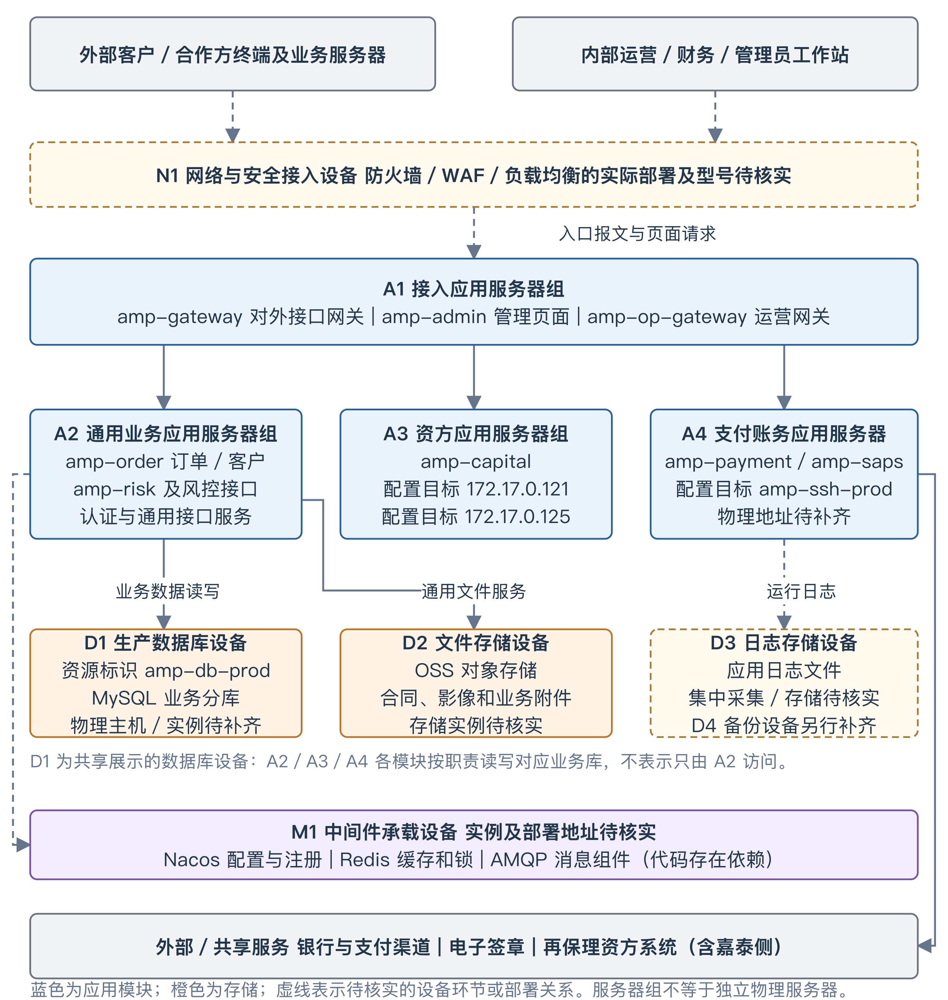 外部客户 / 合作方终端及业务服务器
内部运营 / 财务 / 管理员工作站
N1 网络与安全接入设备 防火墙 / WAF / 负载均衡的实际部署及型号待核实
入口报文与页面请求
A1 接入应用服务器组
amp-gateway 对外接口网关 | amp-admin 管理页面 | amp-op-gateway 运营网关
A2 通用业务应用服务器组
amp-order 订单 / 客户
amp-risk 及风控接口
认证与通用接口服务
A3 资方应用服务器组
amp-capital
配置目标 172.17.0.121
配置目标 172.17.0.125
A4 支付账务应用服务器
amp-payment / amp-saps
配置目标 amp-ssh-prod
物理地址待补齐
业务数据读写
通用文件服务
运行日志
D1 生产数据库设备
资源标识 amp-db-prod
MySQL 业务分库
物理主机 / 实例待补齐
D2 文件存储设备
OSS 对象存储
合同、影像和业务附件
存储实例待核实
D3 日志存储设备
应用日志文件
集中采集 / 存储待核实
D4 备份设备另行补齐
D1 为共享展示的数据库设备：A2 / A3 / A4 各模块按职责读写对应业务库，不表示只由 A2 访问。
M1 中间件承载设备 实例及部署地址待核实
Nacos 配置与注册 | Redis 缓存和锁 | AMQP 消息组件（代码存在依赖）
外部 / 共享服务 银行与支付渠道 | 电子签章 | 再保理资方系统（含嘉泰侧）
蓝色为应用模块；橙色为存储；虚线表示待核实的设备环节或部署关系。服务器组不等于独立物理服务器。